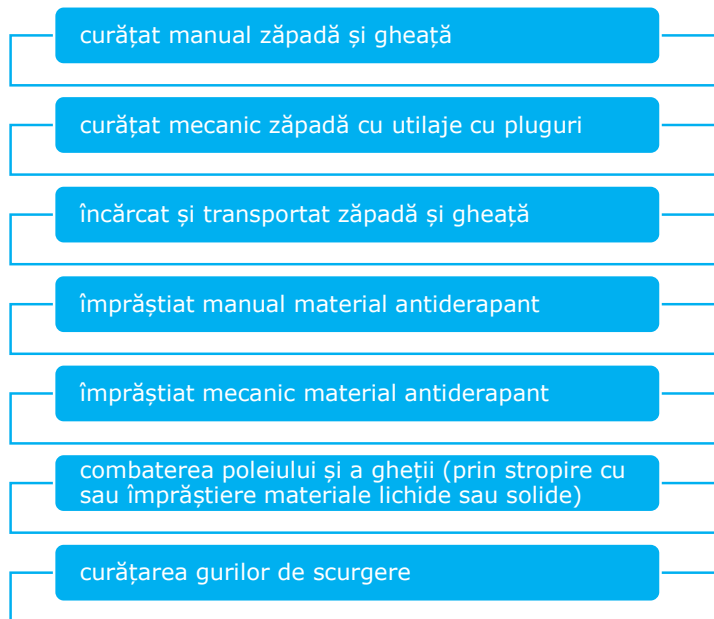 curățat manual zăpadă și gheață
curățat mecanic zăpadă cu utilaje cu pluguri
încărcat și transportat zăpadă și gheață
împrăștiat manual material antiderapant
împrăștiat mecanic material antiderapant
combaterea poleiului și a gheții (prin stropire cu
sau împrăștiere materiale lichide sau solide)
curățarea gurilor de scurgere